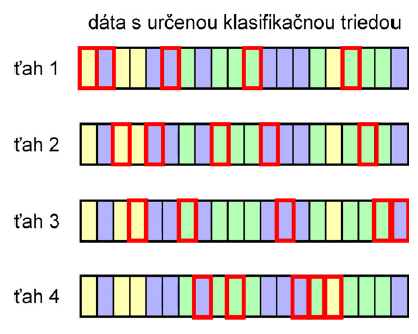 dáta s určenou klasifikačnou triedou
ťah 1
ťah 2
ťah 3
ťah 4